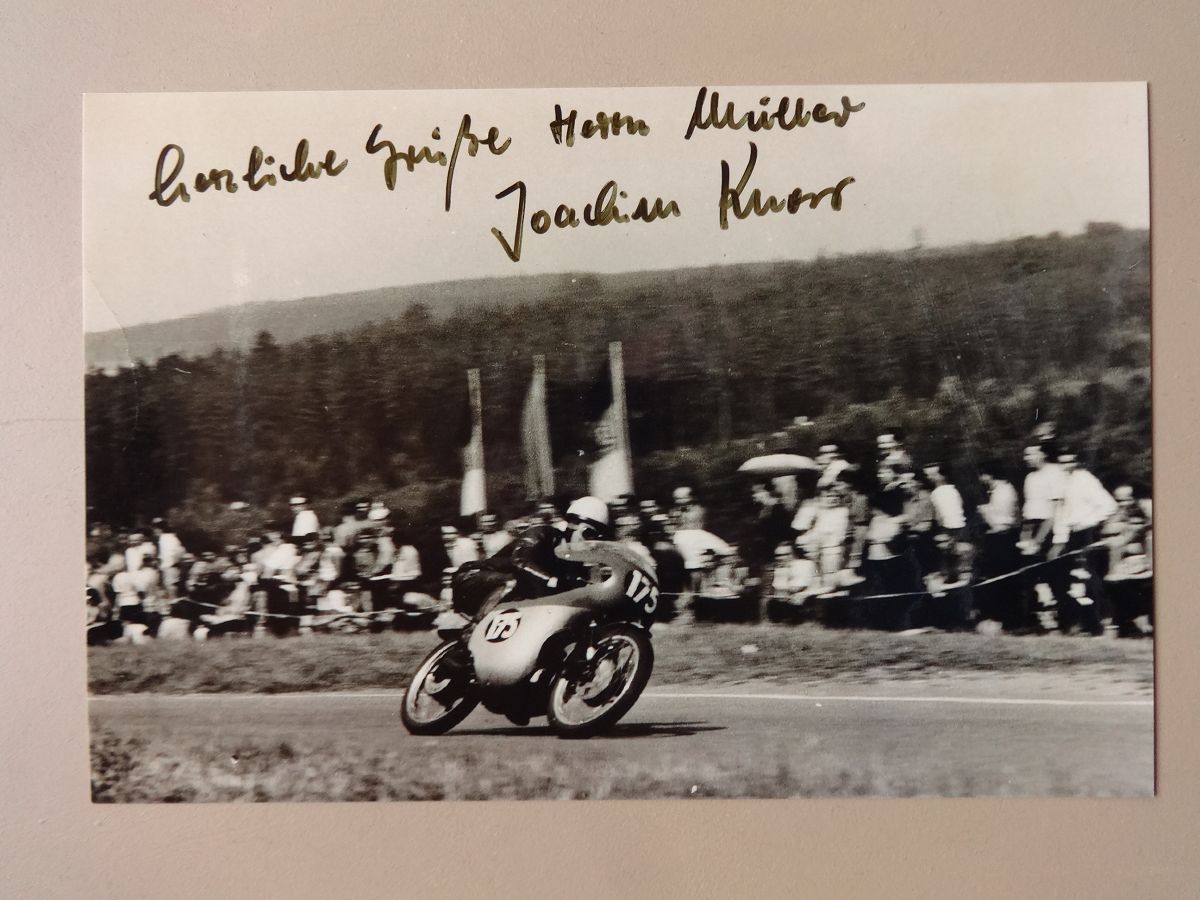 herzliche Grüße Herrn Müller
Joachim Knorr
175
175